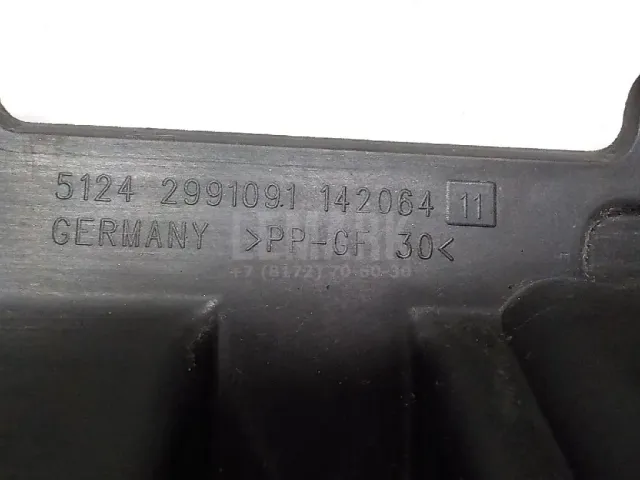 5124 2991091 142064 11
GERMANY >PP-GF 30<
+7 (8172) 70-60-30